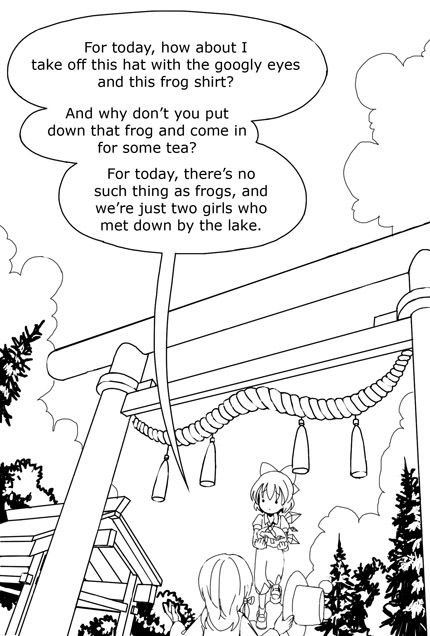 For today, how about I
take off this hat with the googly eyes
and this frog shirt?
And why don't you put
down that frog and come in
for some tea?
For today, there's no
such thing as frogs, and
we're just two girls who
met down by the lake.